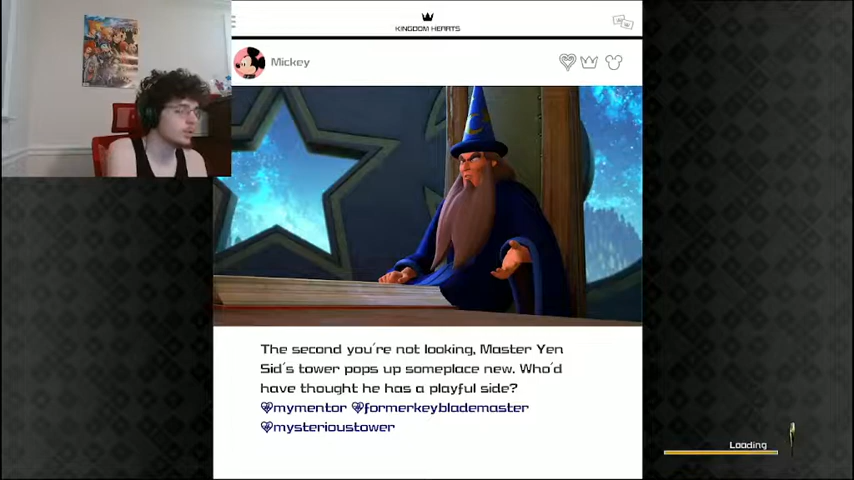 KINGDOM HEARTS
Mickey
The second you're not looking, Master Yen
Sid's tower pops up someplace new. Who'd
have thought he has a playful side?
mymentor formerkeyblademaster
mysterioustower
Loading